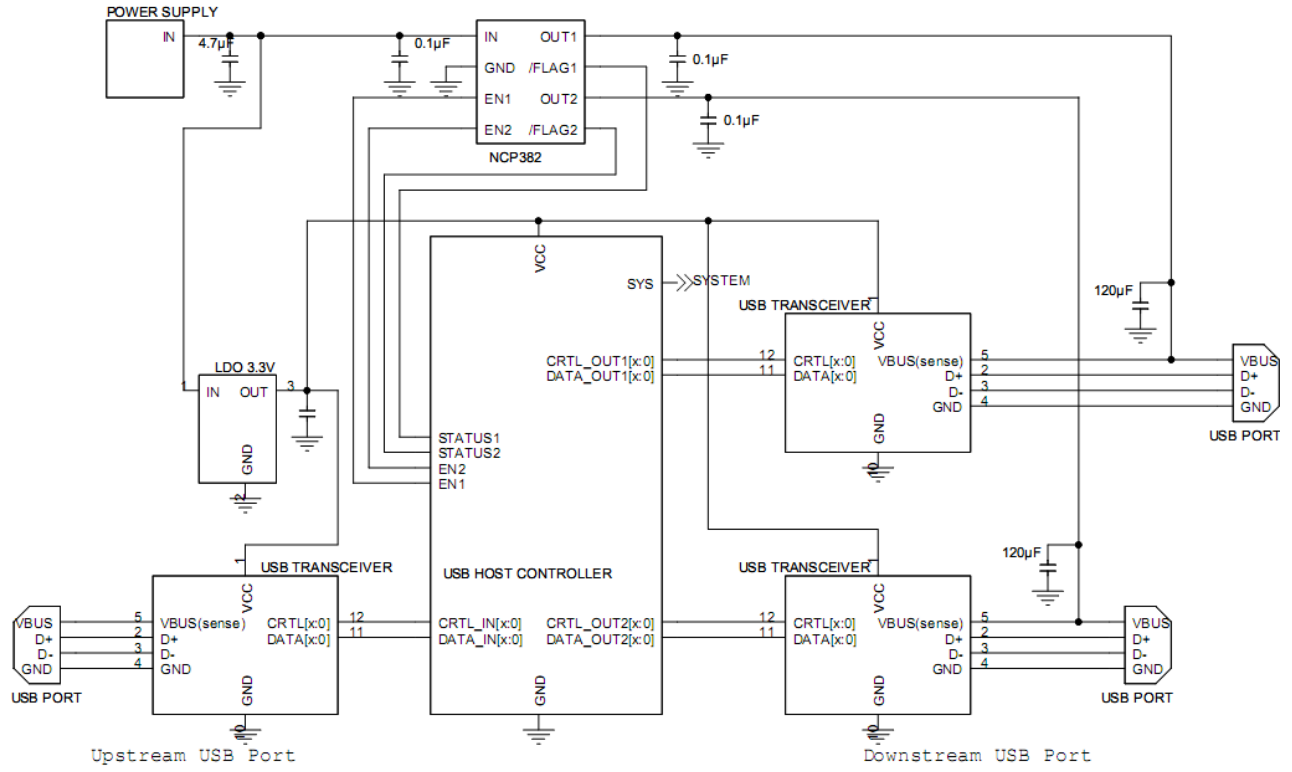 POWER SUPPLY
IN
4.7µF
0.1µF
IN
OUT1
GND
/FLAG1
EN1
OUT2
EN2
/FLAG2
NCP382
0.1µF
0.1µF
VCC
SYS
SYSTEM
CRTL_OUT1[x:0]
DATA_OUT1[x:0]
STATUS1
STATUS2
EN2
EN1
USB HOST CONTROLLER
CRTL_IN[x:0]
DATA_IN[x:0]
CRTL_OUT2[x:0]
DATA_OUT2[x:0]
GND
LDO 3.3V
1
IN
OUT
3
GND
2
USB TRANSCEIVER
1
VCC
12
CRTL[x:0]
11
DATA[x:0]
VBUS(sense)
5
D+
2
D-
3
GND
4
GND
10
120µF
VBUS
D+
D-
GND
USB PORT
USB TRANSCEIVER
1
VCC
VBUS
5
VBUS(sense)
D+
2
D+
D-
3
D-
GND
4
GND
CRTL[x:0]
12
DATA[x:0]
11
GND
10
USB PORT
Upstream USB Port
USB TRANSCEIVER
1
VCC
12
CRTL[x:0]
11
DATA[x:0]
VBUS(sense)
5
D+
2
D-
3
GND
4
GND
10
120µF
VBUS
D+
D-
GND
USB PORT
Downstream USB Port